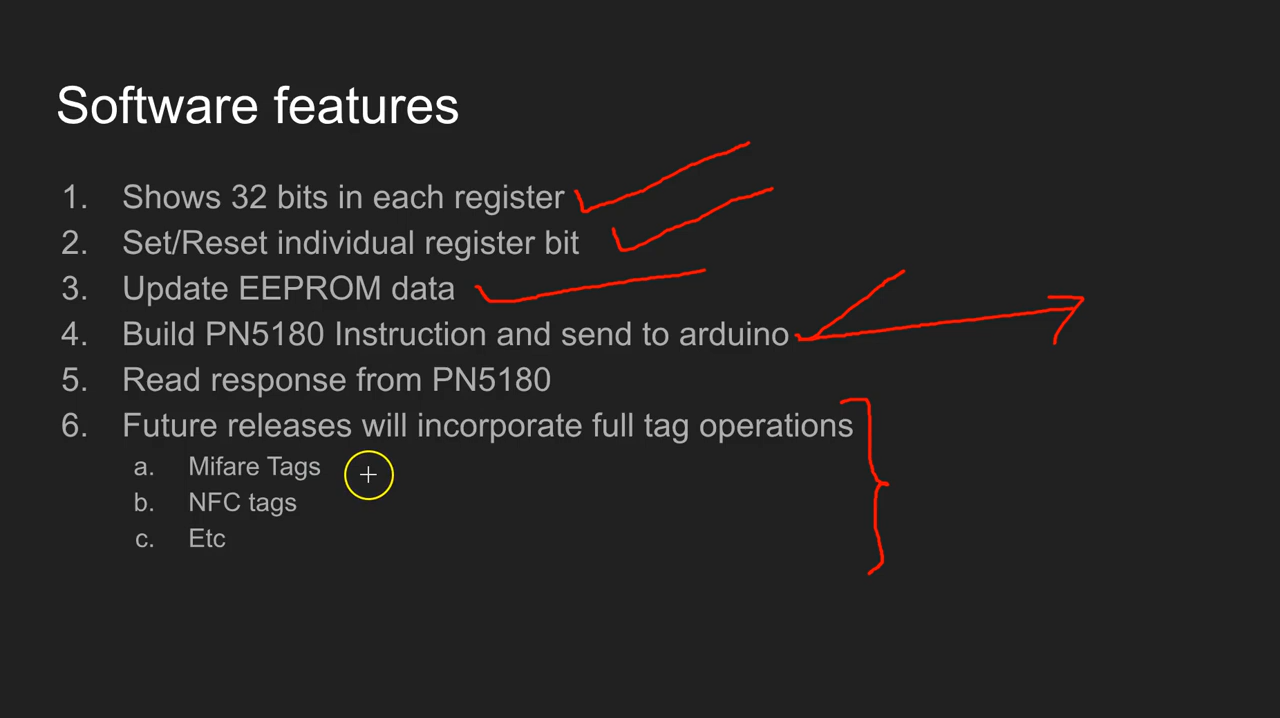 Software features
1. Shows 32 bits in each register
2. Set/Reset individual register bit
3. Update EEPROM data
4. Build PN5180 Instruction and send to arduino
5. Read response from PN5180
6. Future releases will incorporate full tag operations
a. Mifare Tags
b. NFC tags
c. Etc